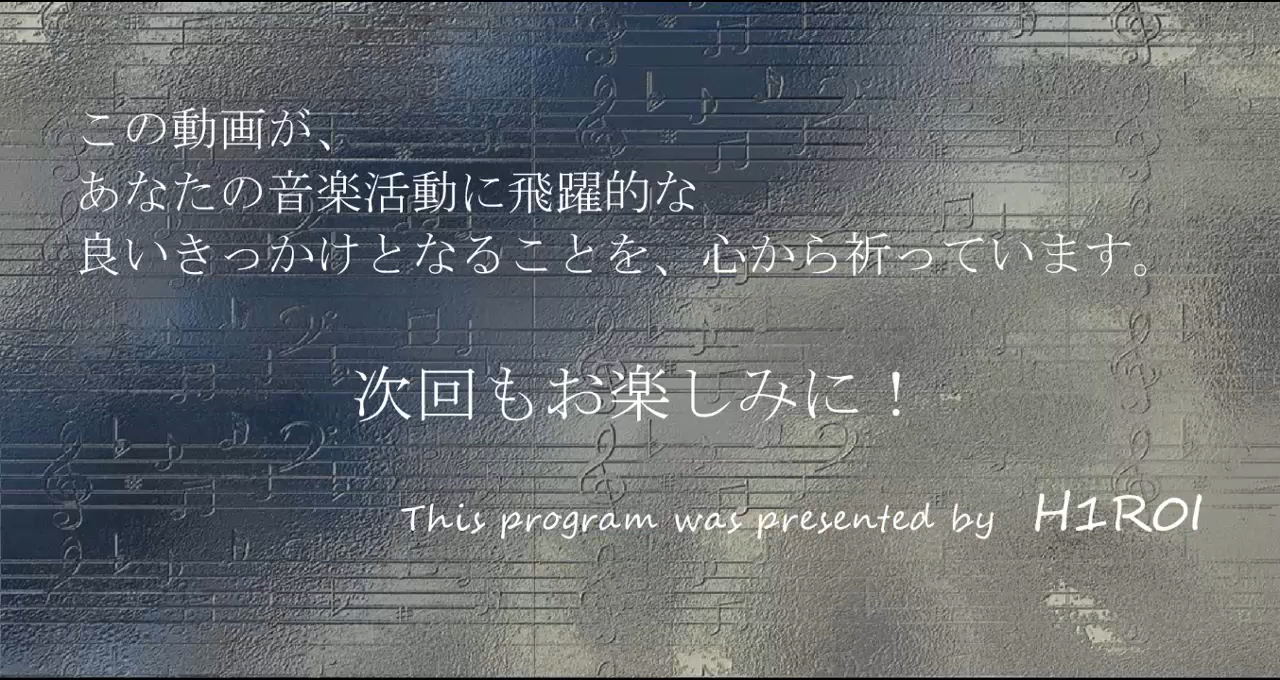 この動画が、
あなたの音楽活動に飛躍的な
良いきっかけとなることを、心から祈っています。
次回もお楽しみに！
This program was presented by H1ROI